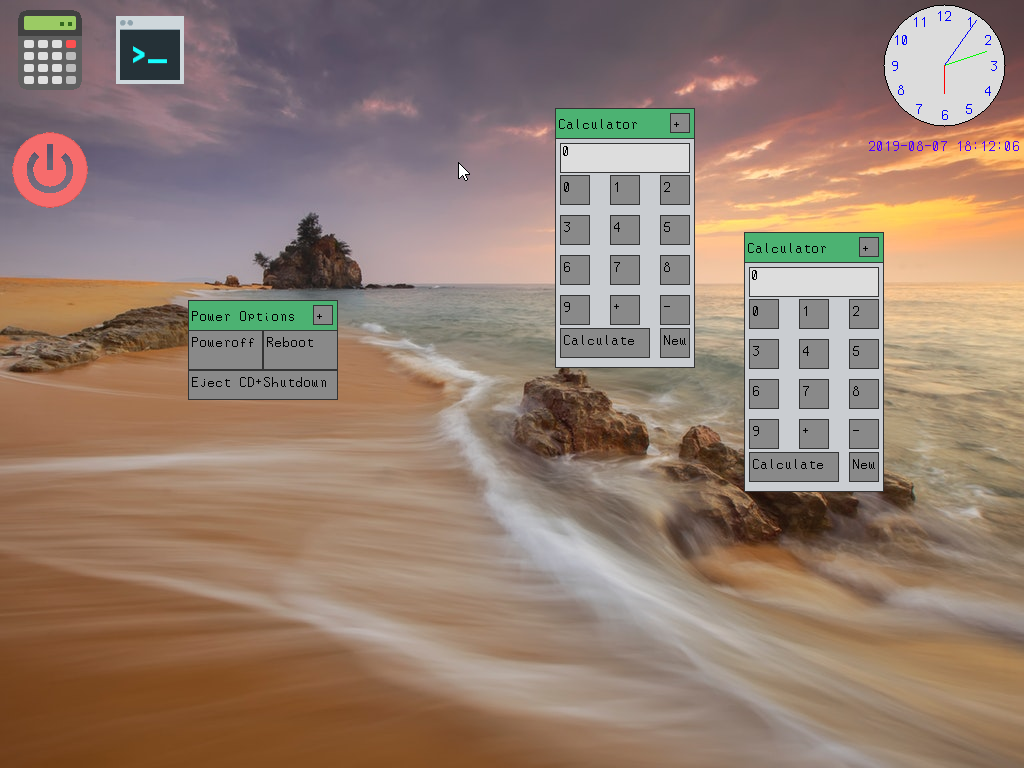 >_
12
1
2
3
4
5
6
7
8
9
10
11
2019-08-07 18:12:06
Calculator +
0
0 1 2
3 4 5
6 7 8
9 + -
Calculate New
Calculator +
0
0 1 2
3 4 5
6 7 8
9 + -
Calculate New
Power Options +
Poweroff Reboot
Eject CD+Shutdown